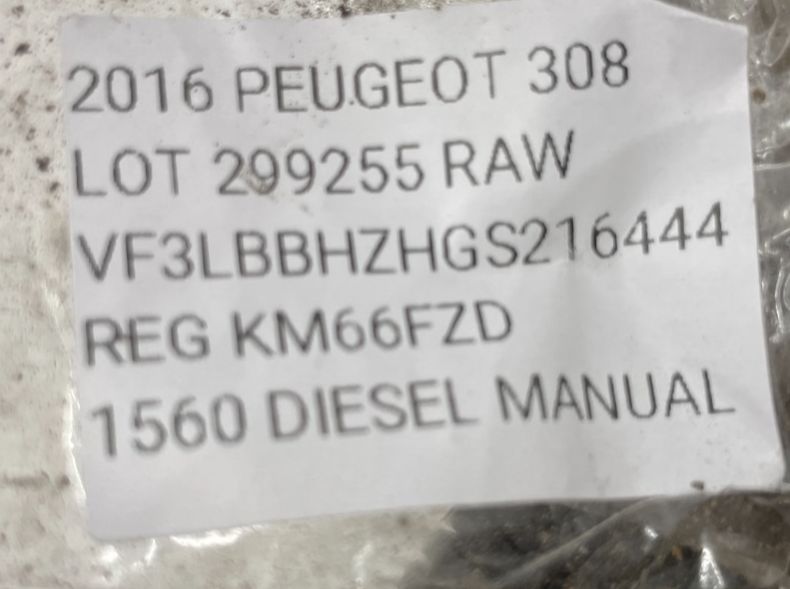 2016 PEUGEOT 308
LOT 299255 RAW
VF3LBBHZHGS216444
REG KM66FZD
1560 DIESEL MANUAL